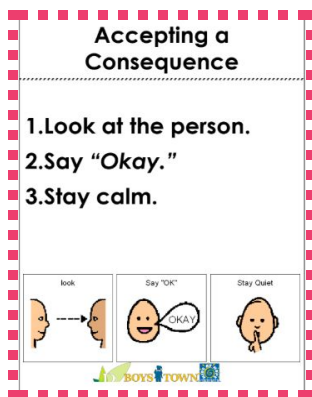 Accepting a
Consequence
1.Look at the person.
2.Say “Okay.”
3.Stay calm.
look
Say "OK"
Stay Quiet
OKAY
BOYS TOWN